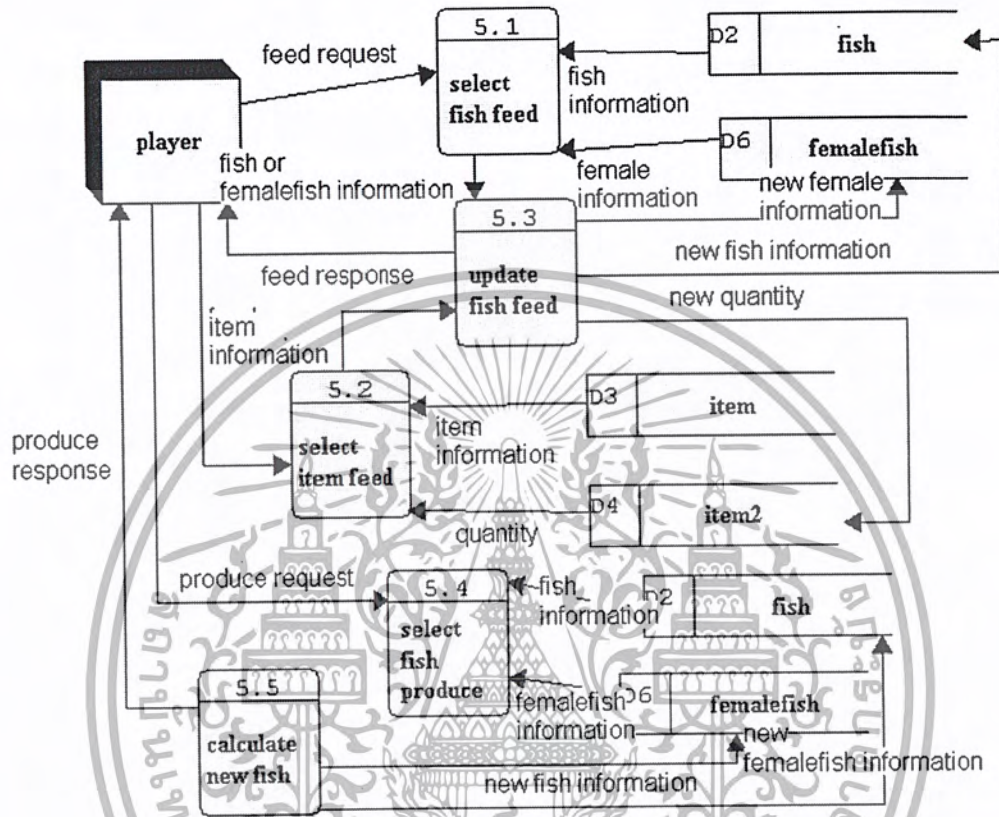 5.1
select
fish feed
feed request
D2
fish
fish
information
player
fish or
femalefish information
D6
femalefish
female
information
new female
information
5.3
update
fish feed
feed response
new fish information
new quantity
item
information
5.2
select
item feed
D3
item
item
information
D4
item2
quantity
produce
response
produce request
5.4
select
fish
produce
fish_
information
D2
fish
femalefish
information
D6
femalefish
new
femalefish information
5.5
calculate
new fish
new fish information